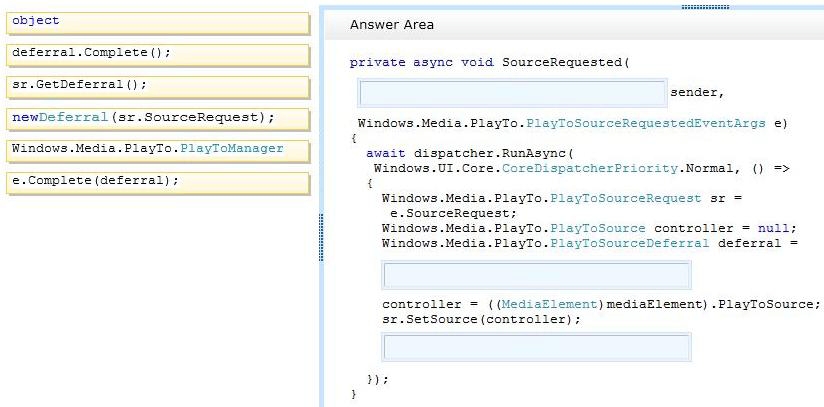 object
deferral.Complete();
sr.GetDeferral();
newDeferral(sr.SourceRequest);
Windows.Media.PlayTo.PlayToManager
e.Complete(deferral);
Answer Area
private async void SourceRequested(
sender,
Windows.Media.PlayTo.PlayToSourceRequestedEventArgs e)
{
await dispatcher.RunAsync(
Windows.UI.Core.CoreDispatcherPriority.Normal, () =>
{
Windows.Media.PlayTo.PlayToSourceRequest sr =
e.SourceRequest;
Windows.Media.PlayTo.PlayToSource controller = null;
Windows.Media.PlayTo.PlayToSourceDeferral deferral =
controller = ((MediaElement)mediaElement).PlayToSource;
sr.SetSource(controller);
});
}